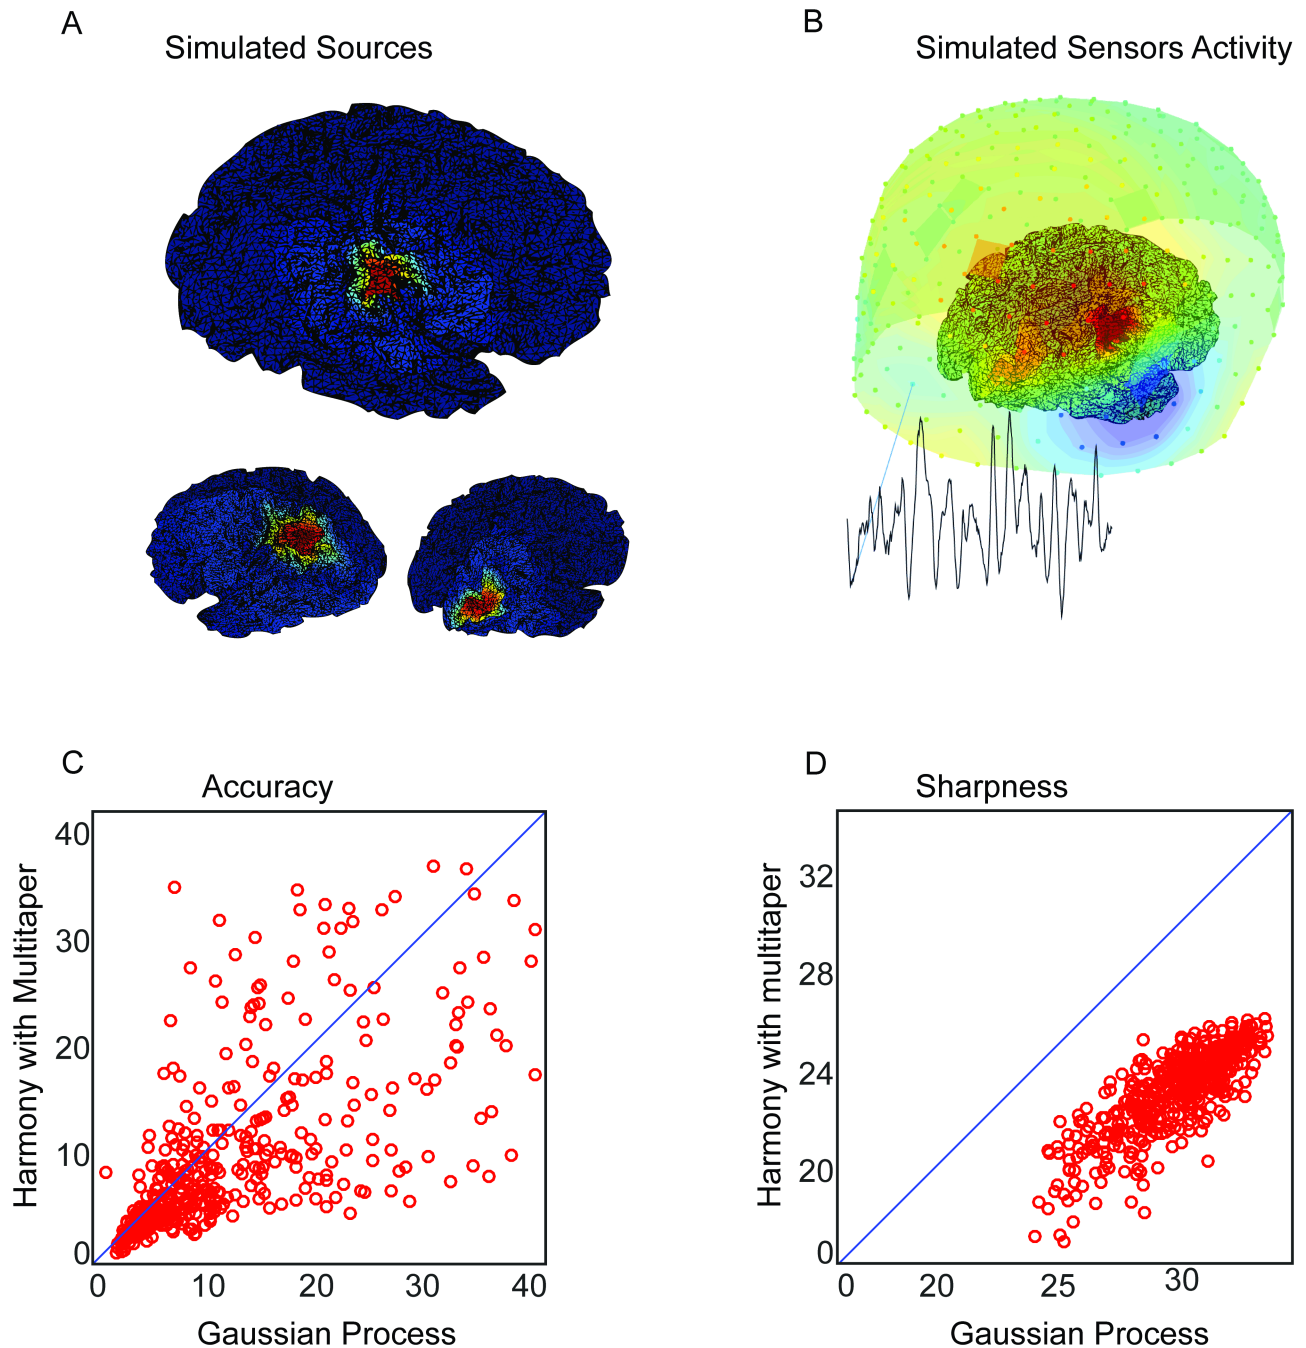 A
Simulated Sources
B
Simulated Sensors Activity
C
Accuracy
40
30
20
10
0
0 10 20 30 40
Harmony with Multitaper
Gaussian Process
D
Sharpness
32
28
24
20
0
0 20 25 30
Harmony with multitaper
Gaussian Process